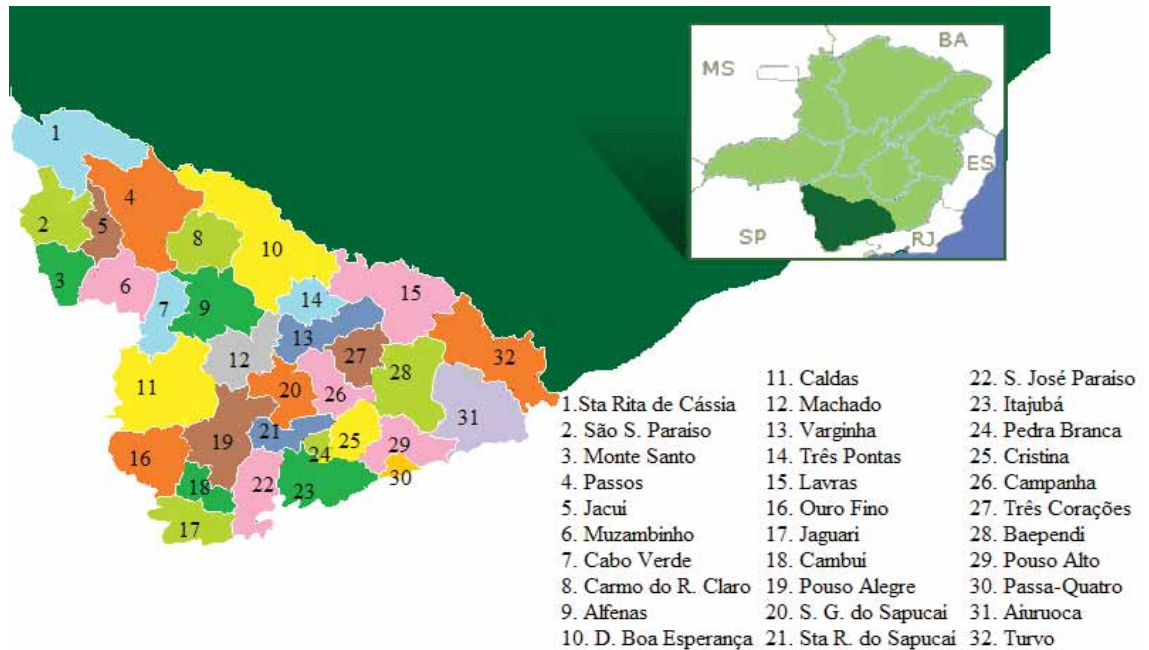 BA
MS
ES
SP
RJ
1
2
3
4
5
6
7
8
9
10
11
12
13
14
15
16
17
18
19
20
21
22
23
24
25
26
27
28
29
30
31
32
1.Sta Rita de Cássia
2. São S. Paraiso
3. Monte Santo
4. Passos
5. Jacui
6. Muzambinho
7. Cabo Verde
8. Carmo do R. Claro
9. Alfenas
10. D. Boa Esperança
11. Caldas
12. Machado
13. Varginha
14. Três Pontas
15. Lavras
16. Ouro Fino
17. Jaguari
18. Cambui
19. Pouso Alegre
20. S. G. do Sapucai
21. Sta R. do Sapucai
22. S. José Paraiso
23. Itajubá
24. Pedra Branca
25. Cristina
26. Campanha
27. Três Corações
28. Baependi
29. Pouso Alto
30. Passa-Quatro
31. Aiuruoca
32. Turvo